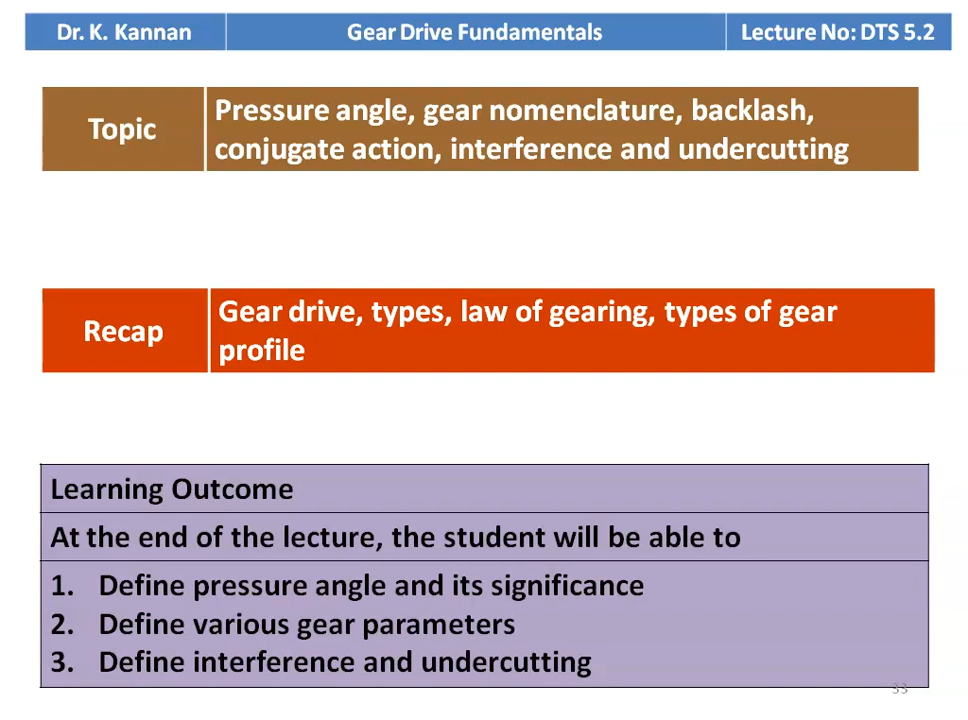 Dr. K. Kannan
Gear Drive Fundamentals
Lecture No: DTS 5.2
Topic
Pressure angle, gear nomenclature, backlash,
conjugate action, interference and undercutting
Recap
Gear drive, types, law of gearing, types of gear
profile
Learning Outcome
At the end of the lecture, the student will be able to
1. Define pressure angle and its significance
2. Define various gear parameters
3. Define interference and undercutting
33